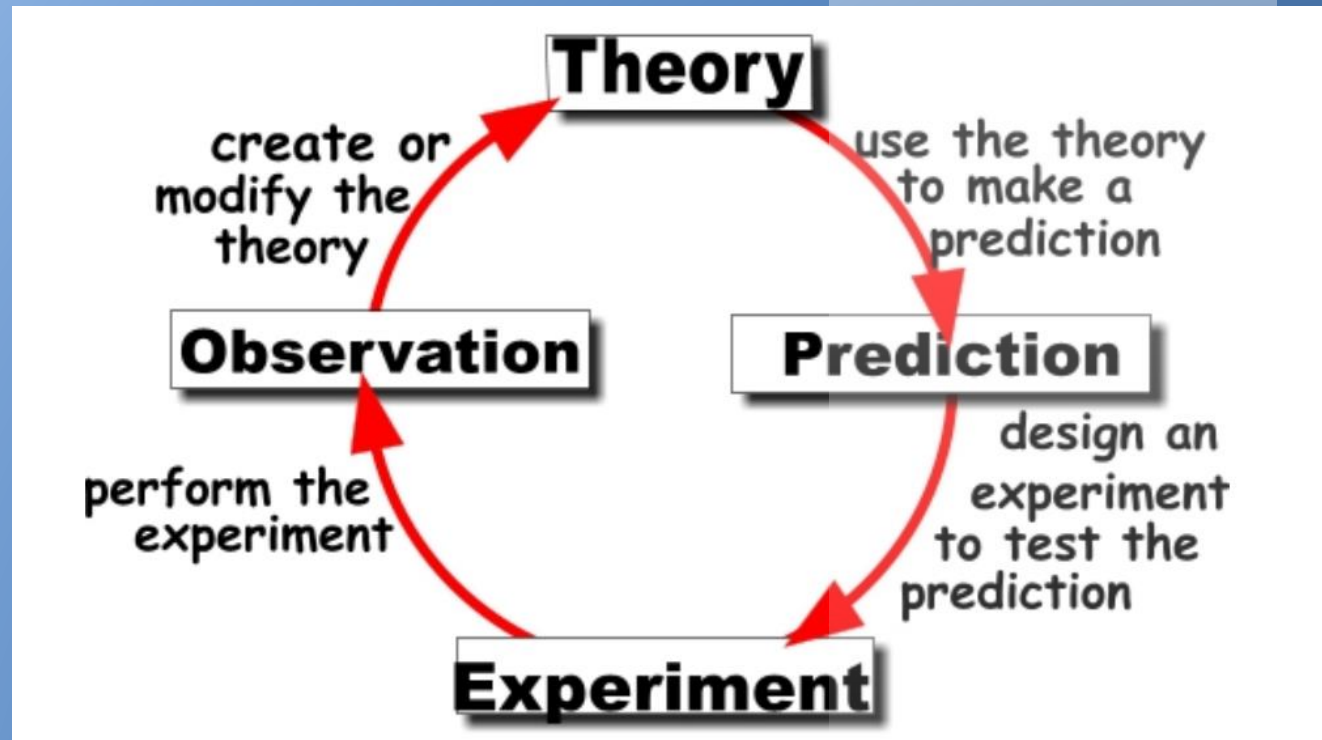 Theory
use the theory
to make a
prediction
Prediction
design an
experiment
to test the
prediction
Experiment
perform the
experiment
Observation
create or
modify the
theory